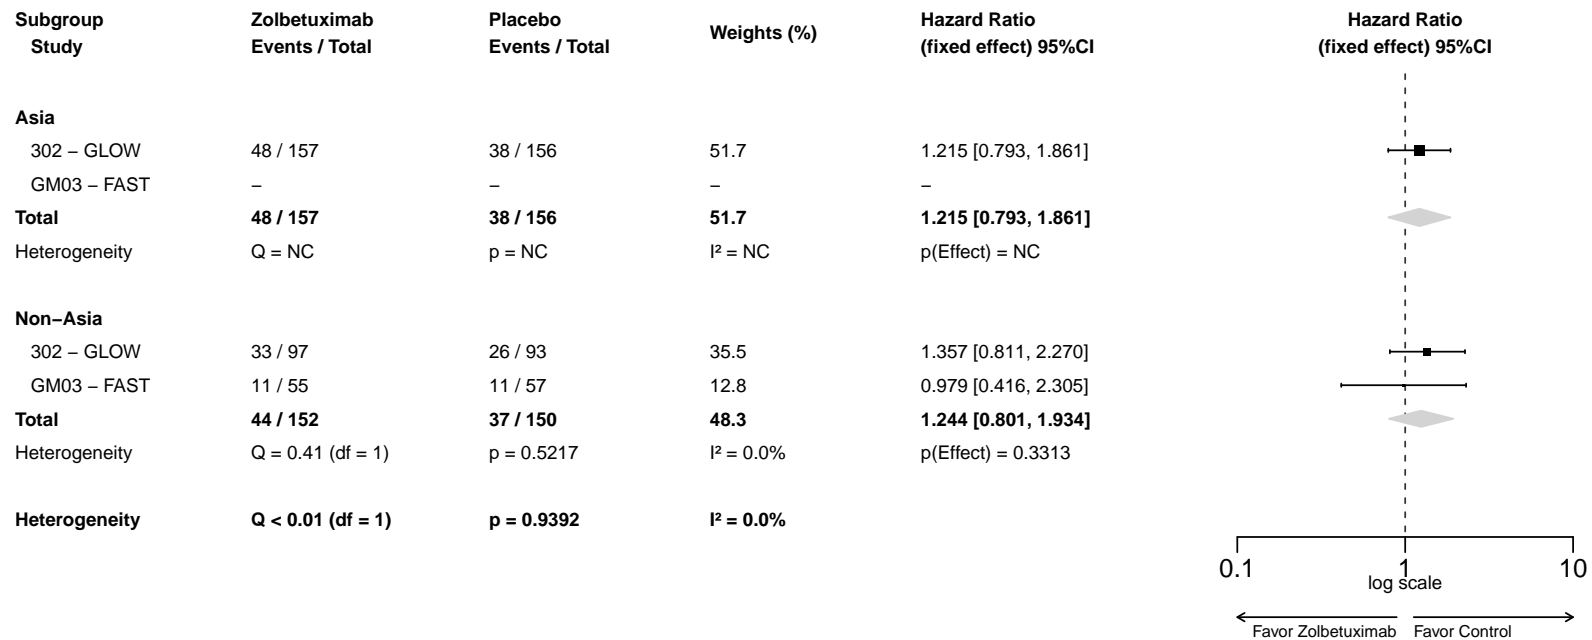 Subgroup Zolbetuximab Placebo Weights (%) Hazard Ratio Hazard Ratio
Study Events / Total Events / Total (fixed effect) 95%CI (fixed effect) 95%CI
Asia
302 − GLOW 48 / 157 38 / 156 51.7 1.215 [0.793, 1.861]
GM03 − FAST − − − −
Total 48 / 157 38 / 156 51.7 1.215 [0.793, 1.861]
Heterogeneity Q = NC p = NC I² = NC p(Effect) = NC
Non−Asia
302 − GLOW 33 / 97 26 / 93 35.5 1.357 [0.811, 2.270]
GM03 − FAST 11 / 55 11 / 57 12.8 0.979 [0.416, 2.305]
Total 44 / 152 37 / 150 48.3 1.244 [0.801, 1.934]
Heterogeneity Q = 0.41 (df = 1) p = 0.5217 I² = 0.0% p(Effect) = 0.3313
Heterogeneity Q < 0.01 (df = 1) p = 0.9392 I² = 0.0%
0.1 1 10
log scale
Favor Zolbetuximab Favor Control